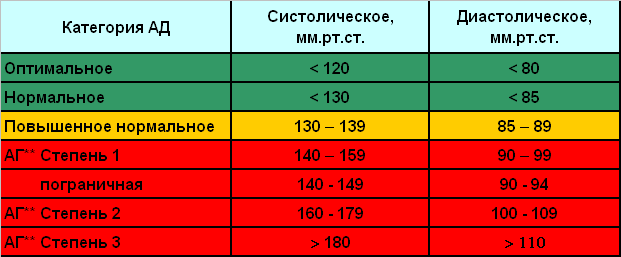 Категория АД Систолическое, мм.рт.ст. Диастолическое, мм.рт.ст.
Оптимальное < 120 < 80
Нормальное < 130 < 85
Повышенное нормальное 130 – 139 85 – 89
АГ** Степень 1 140 – 159 90 – 99
пограничная 140 - 149 90 - 94
АГ** Степень 2 160 - 179 100 - 109
АГ** Степень 3 > 180 > 110